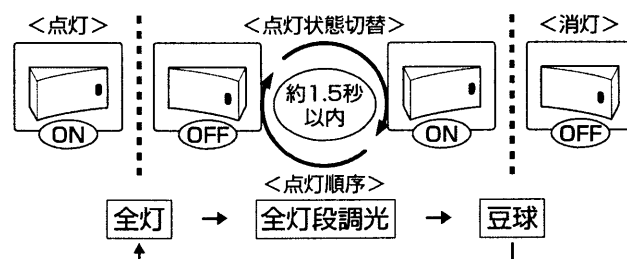 ＜点灯＞ ＜点灯状態切替＞ ＜消灯＞
約1.5秒
以内
ON OFF ON OFF
＜点灯順序＞
全灯 → 全灯段調光 → 豆球